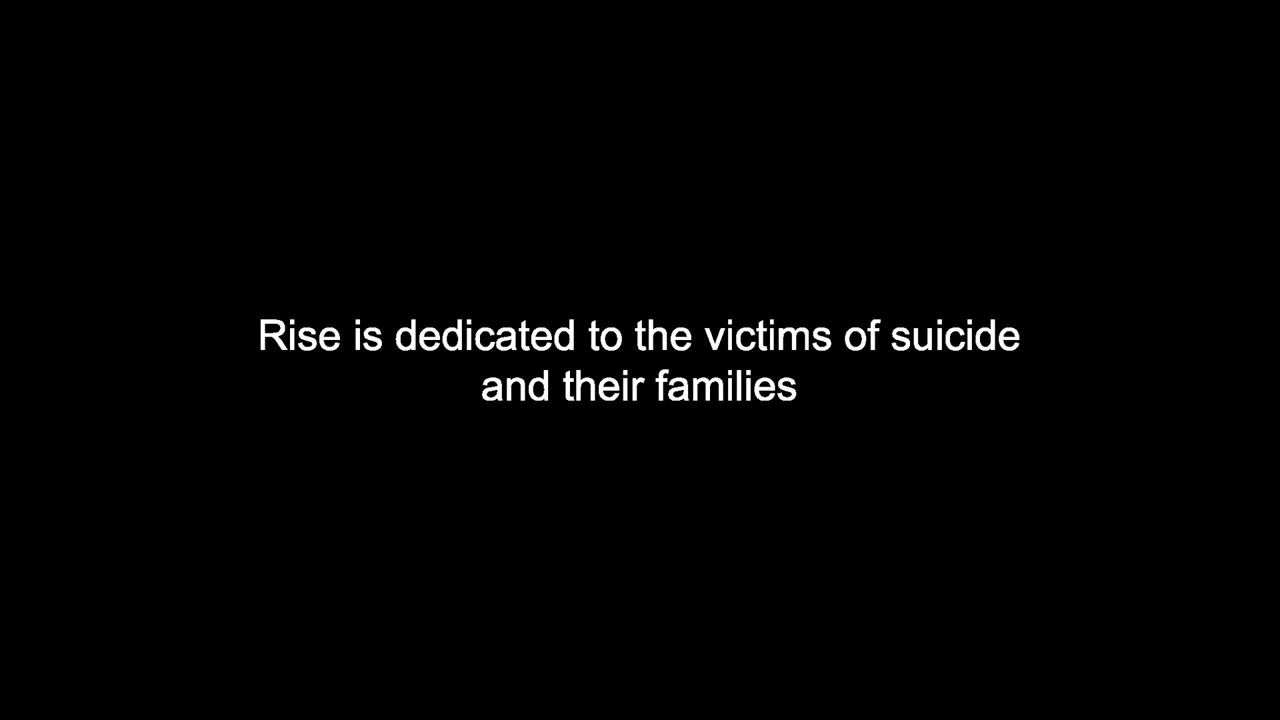 Rise is dedicated to the victims of suicide
and their families